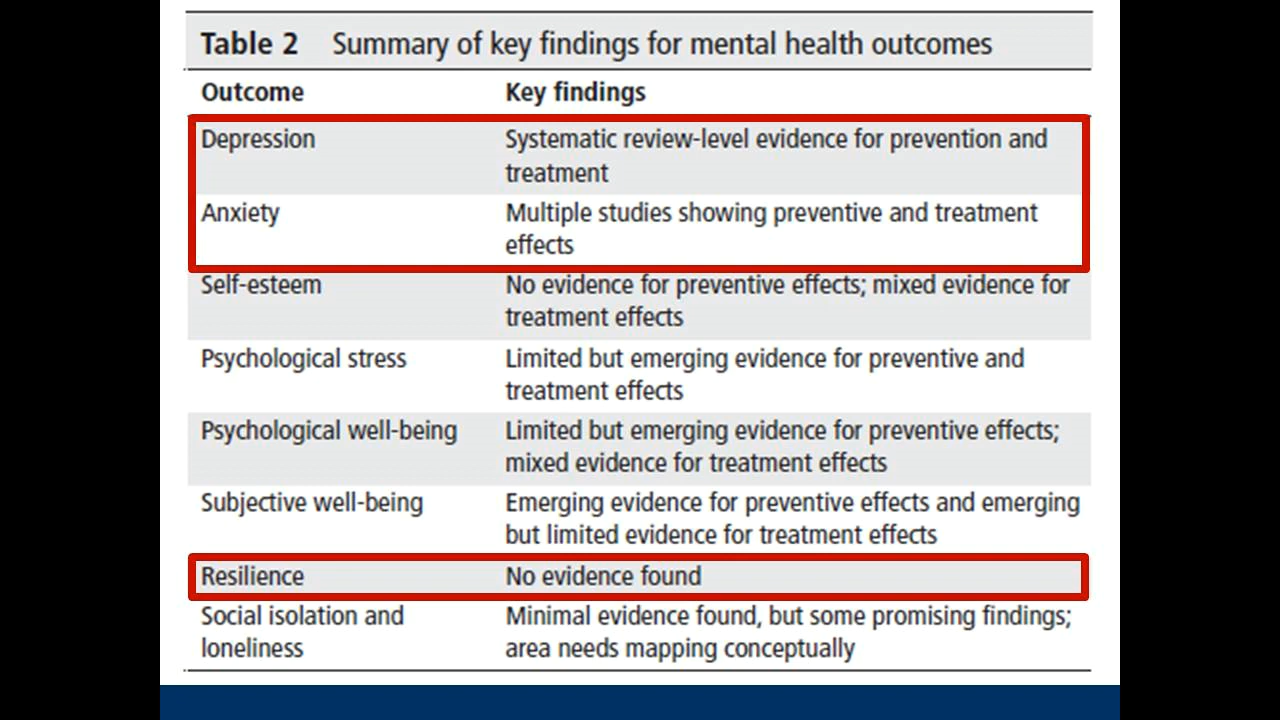 Table 2 Summary of key findings for mental health outcomes
Outcome Key findings
Depression Systematic review-level evidence for prevention and
treatment
Anxiety Multiple studies showing preventive and treatment
effects
Self-esteem No evidence for preventive effects; mixed evidence for
treatment effects
Psychological stress Limited but emerging evidence for preventive and
treatment effects
Psychological well-being Limited but emerging evidence for preventive effects;
mixed evidence for treatment effects
Subjective well-being Emerging evidence for preventive effects and emerging
but limited evidence for treatment effects
Resilience No evidence found
Social isolation and Minimal evidence found, but some promising findings;
loneliness area needs mapping conceptually